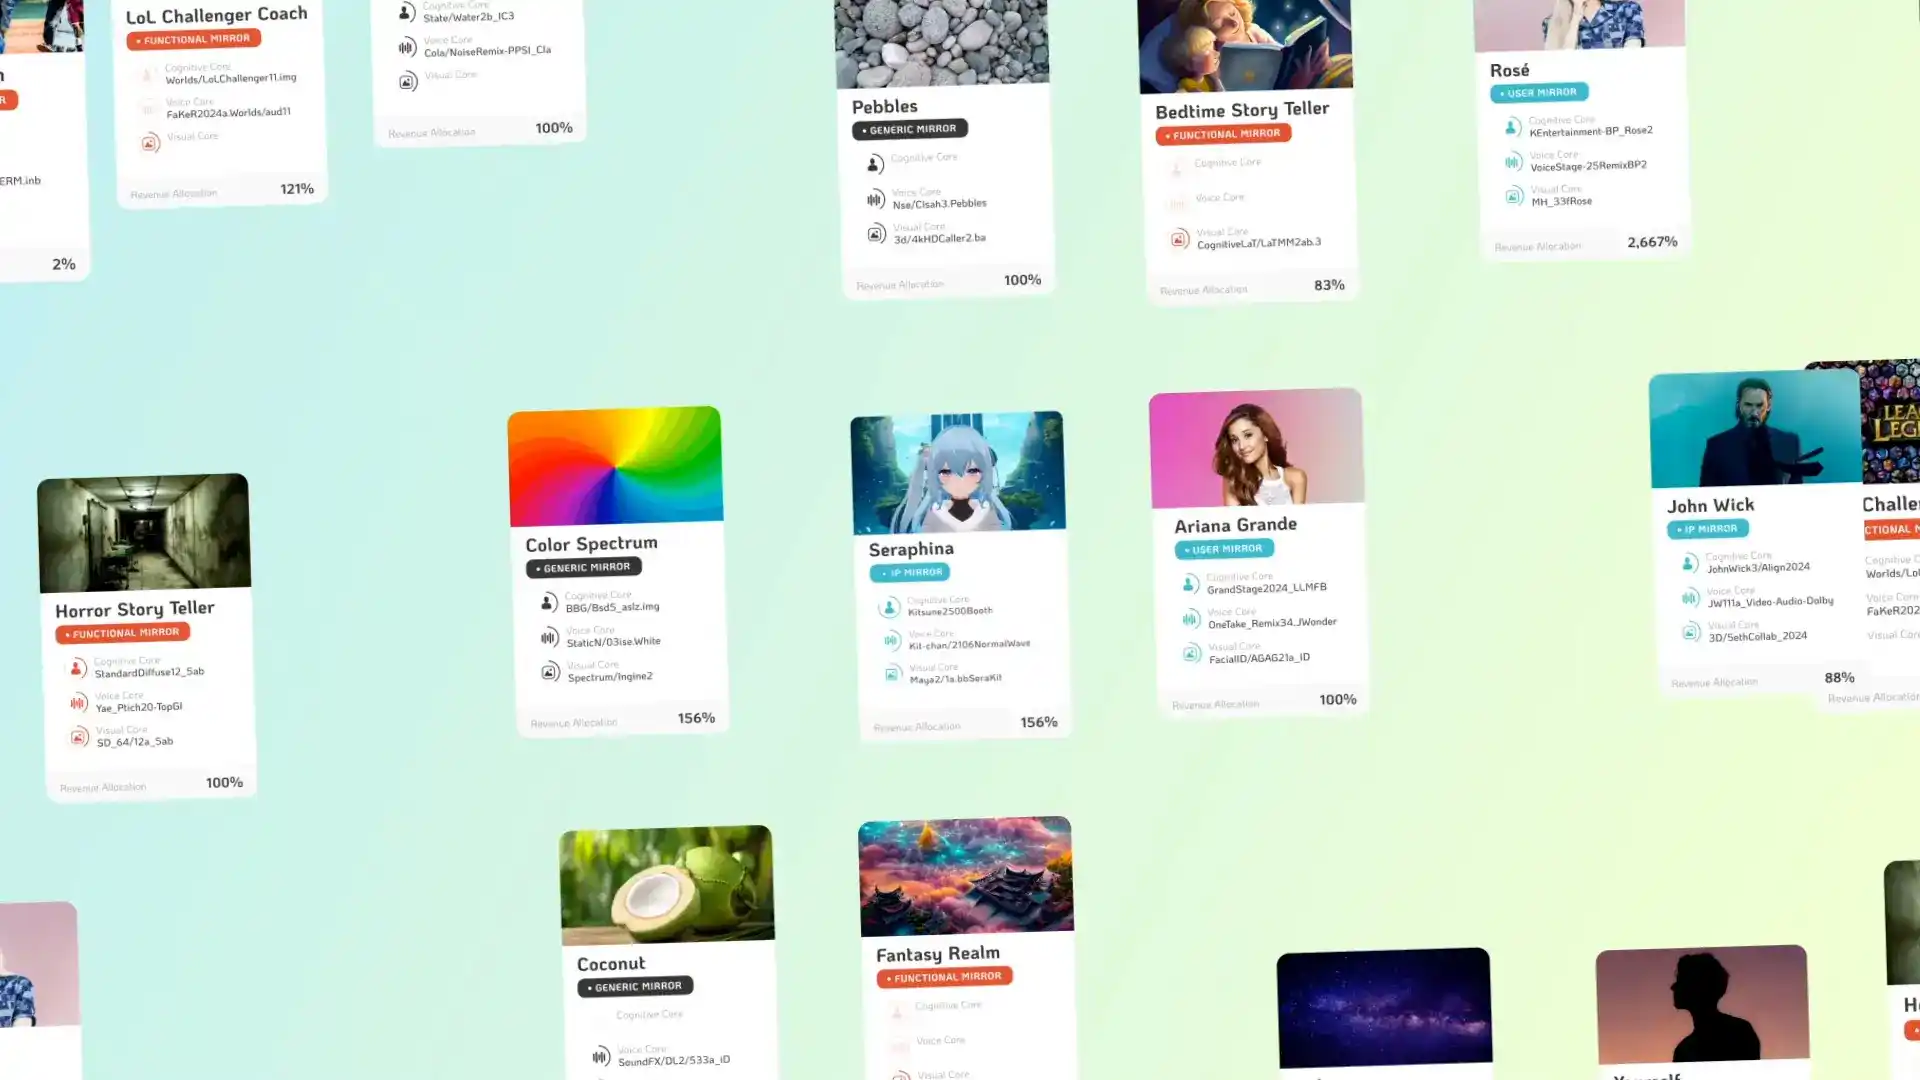 LoL Challenger Coach
• FUNCTIONAL MIRROR
Cognitive Core
Worlds/LoLChallenger11.img
Voice Core
FaKeR2024a.Worlds/aud11
Visual Core
Revenue Allocation 121%
ERM.inb
2%
Cognitive Core
State/Water2b_IC3
Voice Core
Cola/NoiseRemix-PPSI_Cla
Visual Core
Revenue Allocation 100%
Pebbles
• GENERIC MIRROR
Cognitive Core
Voice Core
Nse/Clsah3.Pebbles
Visual Core
3d/4kHDCaller2.ba
Revenue Allocation 100%
Bedtime Story Teller
• FUNCTIONAL MIRROR
Cognitive Core
Voice Core
Visual Core
CognitiveLaT/LaTMM2ab.3
Revenue Allocation 83%
Rosé
• USER MIRROR
Cognitive Core
KEntertainment-BP_Rose2
Voice Core
VoiceStage-25RemixBP2
Visual Core
MH_33fRose
Revenue Allocation 2,667%
Horror Story Teller
• FUNCTIONAL MIRROR
Cognitive Core
StandardDiffuse12_5ab
Voice Core
Yae_Ptich20-TopGI
Visual Core
SD_64/12a_5ab
Revenue Allocation 100%
Color Spectrum
• GENERIC MIRROR
Cognitive Core
BBG/Bsd5_aslz.img
Voice Core
StaticN/03ise.White
Visual Core
Spectrum/Ingine2
Revenue Allocation 156%
Seraphina
• IP MIRROR
Cognitive Core
Kitsune2500Booth
Voice Core
Kit-chan/2106NormalWave
Visual Core
Maya2/1a.bbSeraKit
Revenue Allocation 156%
Ariana Grande
• USER MIRROR
Cognitive Core
GrandStage2024_LLMFB
Voice Core
OneTake_Remix34.JWonder
Visual Core
FacialID/AGAG21a_ID
Revenue Allocation 100%
John Wick
• IP MIRROR
Cognitive Core
JohnWick3/Align2024
Voice Core
JW111a_Video-Audio-Dolby
Visual Core
3D/5ethCollab_2024
Revenue Allocation 88%
LEA
LEG
Challe
CTIONAL M
Cognitive C
Worlds/Lol
Voice Core
FaKeR202
Visual Core
Revenue Allocation
Coconut
• GENERIC MIRROR
Cognitive Core
Voice Core
SoundFX/DL2/533a_iD
Fantasy Realm
• FUNCTIONAL MIRROR
Cognitive Core
Voice Core
Visual Core
Yourself